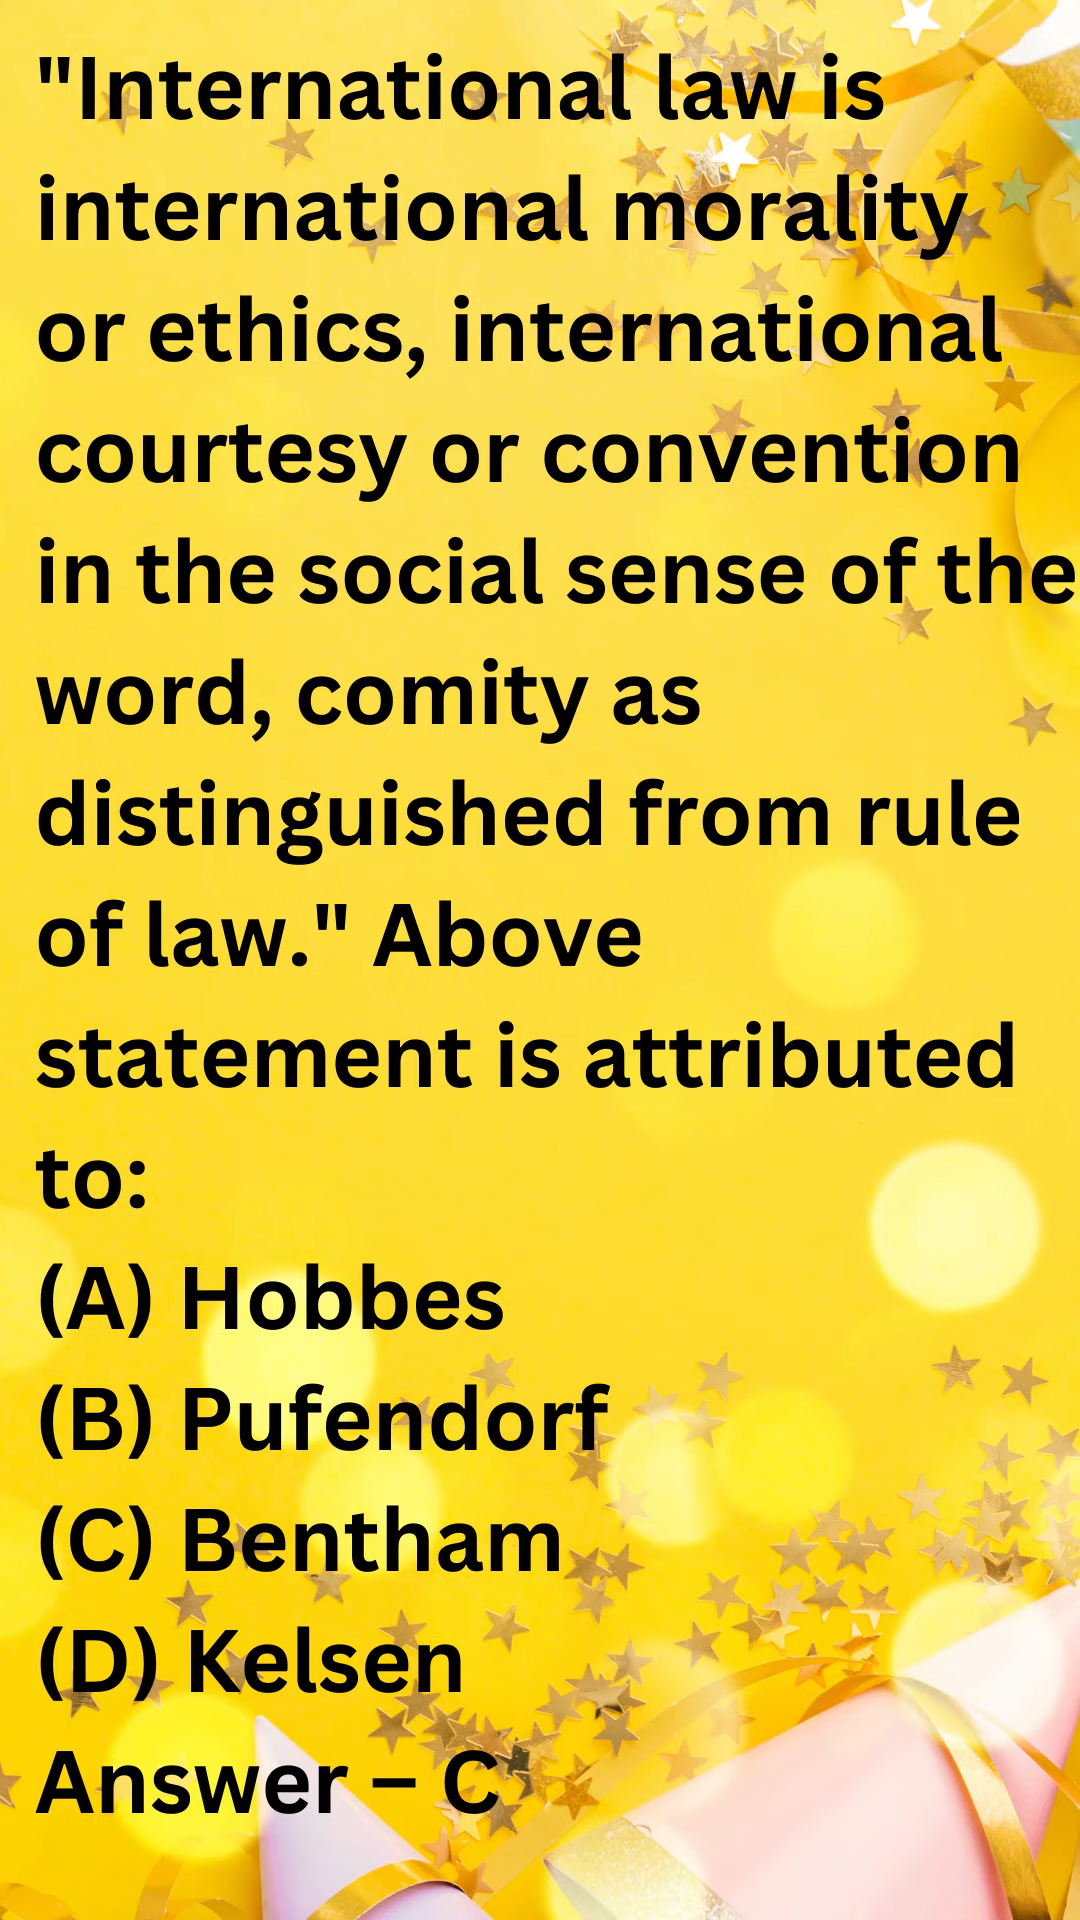 "International law is
international morality
or ethics, international
courtesy or convention
in the social sense of the
word, comity as
distinguished from rule
of law." Above
statement is attributed
to:
(A) Hobbes
(B) Pufendorf
(C) Bentham
(D) Kelsen
Answer – C